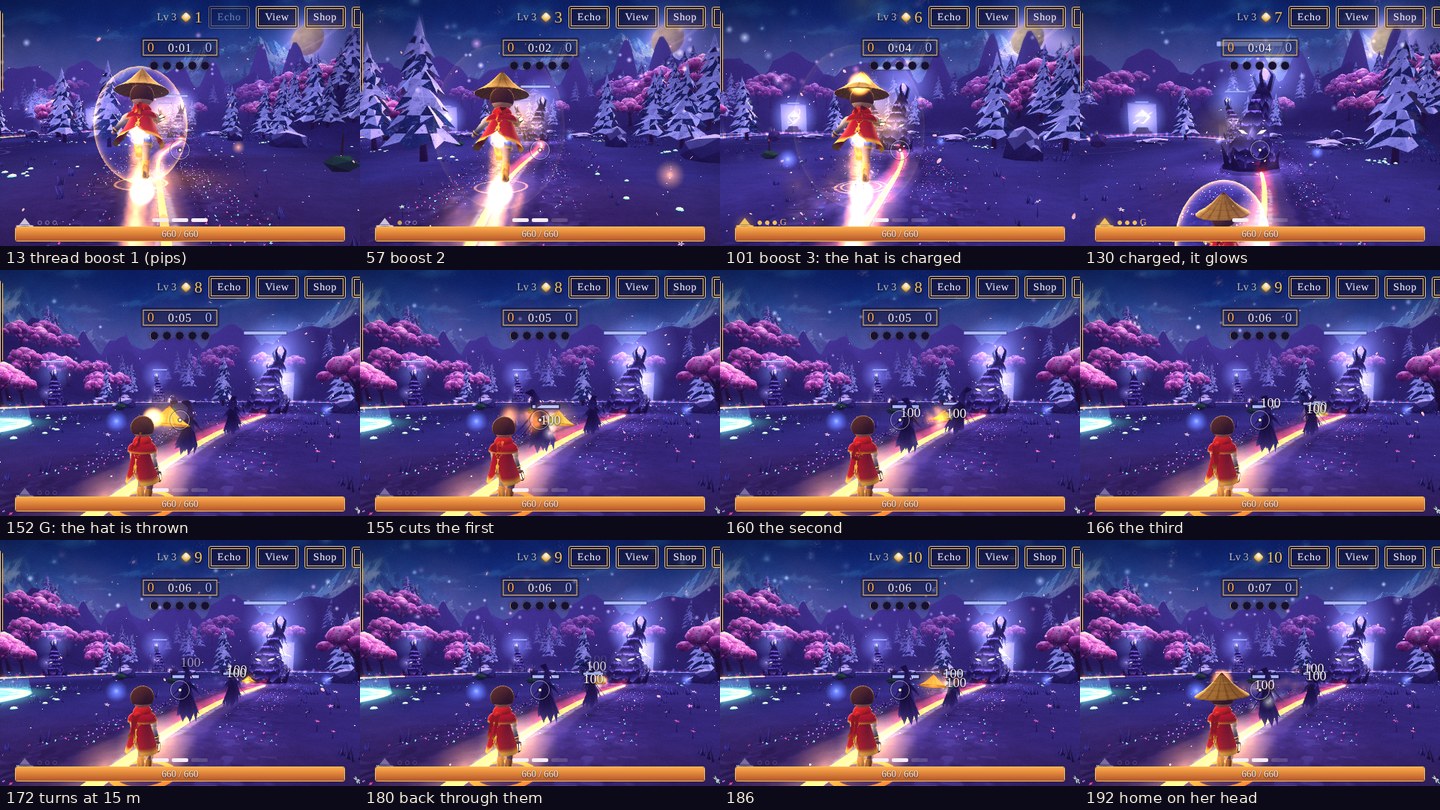 Lv 3 1 Echo View Shop
0 0:01 0
660 / 660
13 thread boost 1 (pips)
Lv 3 3 Echo View Shop
0 0:02 0
660 / 660
57 boost 2
Lv 3 6 Echo View Shop
0 0:04 0
G
660 / 660
101 boost 3: the hat is charged
Lv 3 7 Echo View Shop
0 0:04 0
G
660 / 660
130 charged, it glows
Lv 3 8 Echo View Shop
0 0:05 0
660 / 660
152 G: the hat is thrown
Lv 3 8 Echo View Shop
0 0:05 0
100
660 / 660
155 cuts the first
Lv 3 8 Echo View Shop
0 0:05 0
100 100
660 / 660
160 the second
Lv 3 9 Echo View Shop
0 0:06 0
100 100
660 / 660
166 the third
Lv 3 9 Echo View Shop
0 0:06 0
100 100
660 / 660
172 turns at 15 m
Lv 3 9 Echo View Shop
0 0:06 0
100
100
660 / 660
180 back through them
Lv 3 10 Echo View Shop
0 0:06 0
100
100
660 / 660
186
Lv 3 10 Echo View Shop
0 0:07 0
100
100 100
660 / 660
192 home on her head